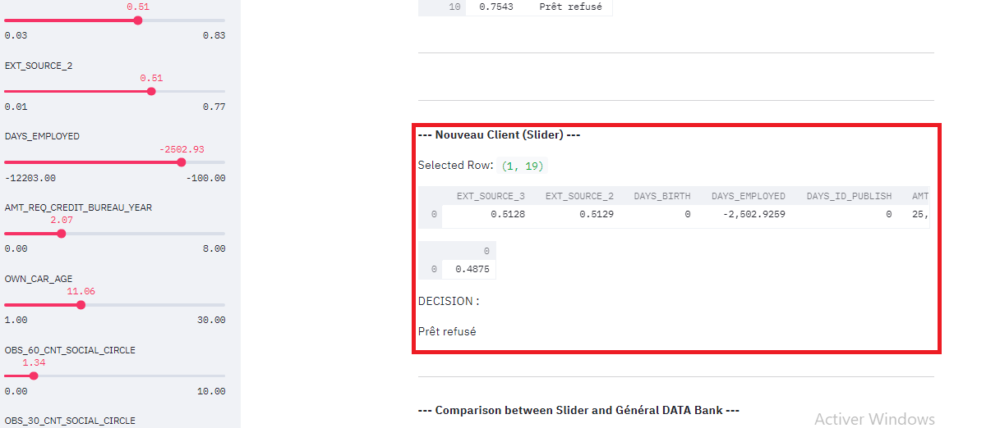 0.51
0.03 0.83
EXT_SOURCE_2
0.51
0.01 0.77
DAYS_EMPLOYED
-2502.93
-12203.00 -100.00
AMT_REQ_CREDIT_BUREAU_YEAR
2.07
0.00 8.00
OWN_CAR_AGE
11.06
1.00 30.00
OBS_60_CNT_SOCIAL_CIRCLE
1.34
0.00 10.00
OBS_30_CNT_SOCIAL_CIRCLE
10 0.7543 Prêt refusé
--- Nouveau Client (Slider) ---
Selected Row: (1, 19)
EXT_SOURCE_3 EXT_SOURCE_2 DAYS_BIRTH DAYS_EMPLOYED DAYS_ID_PUBLISH AMT
0 0.5128 0.5129 0 -2,502.9259 0 25,
0
0 0.4875
DECISION :
Prêt refusé
--- Comparison between Slider and Général DATA Bank ---
Activer Windows